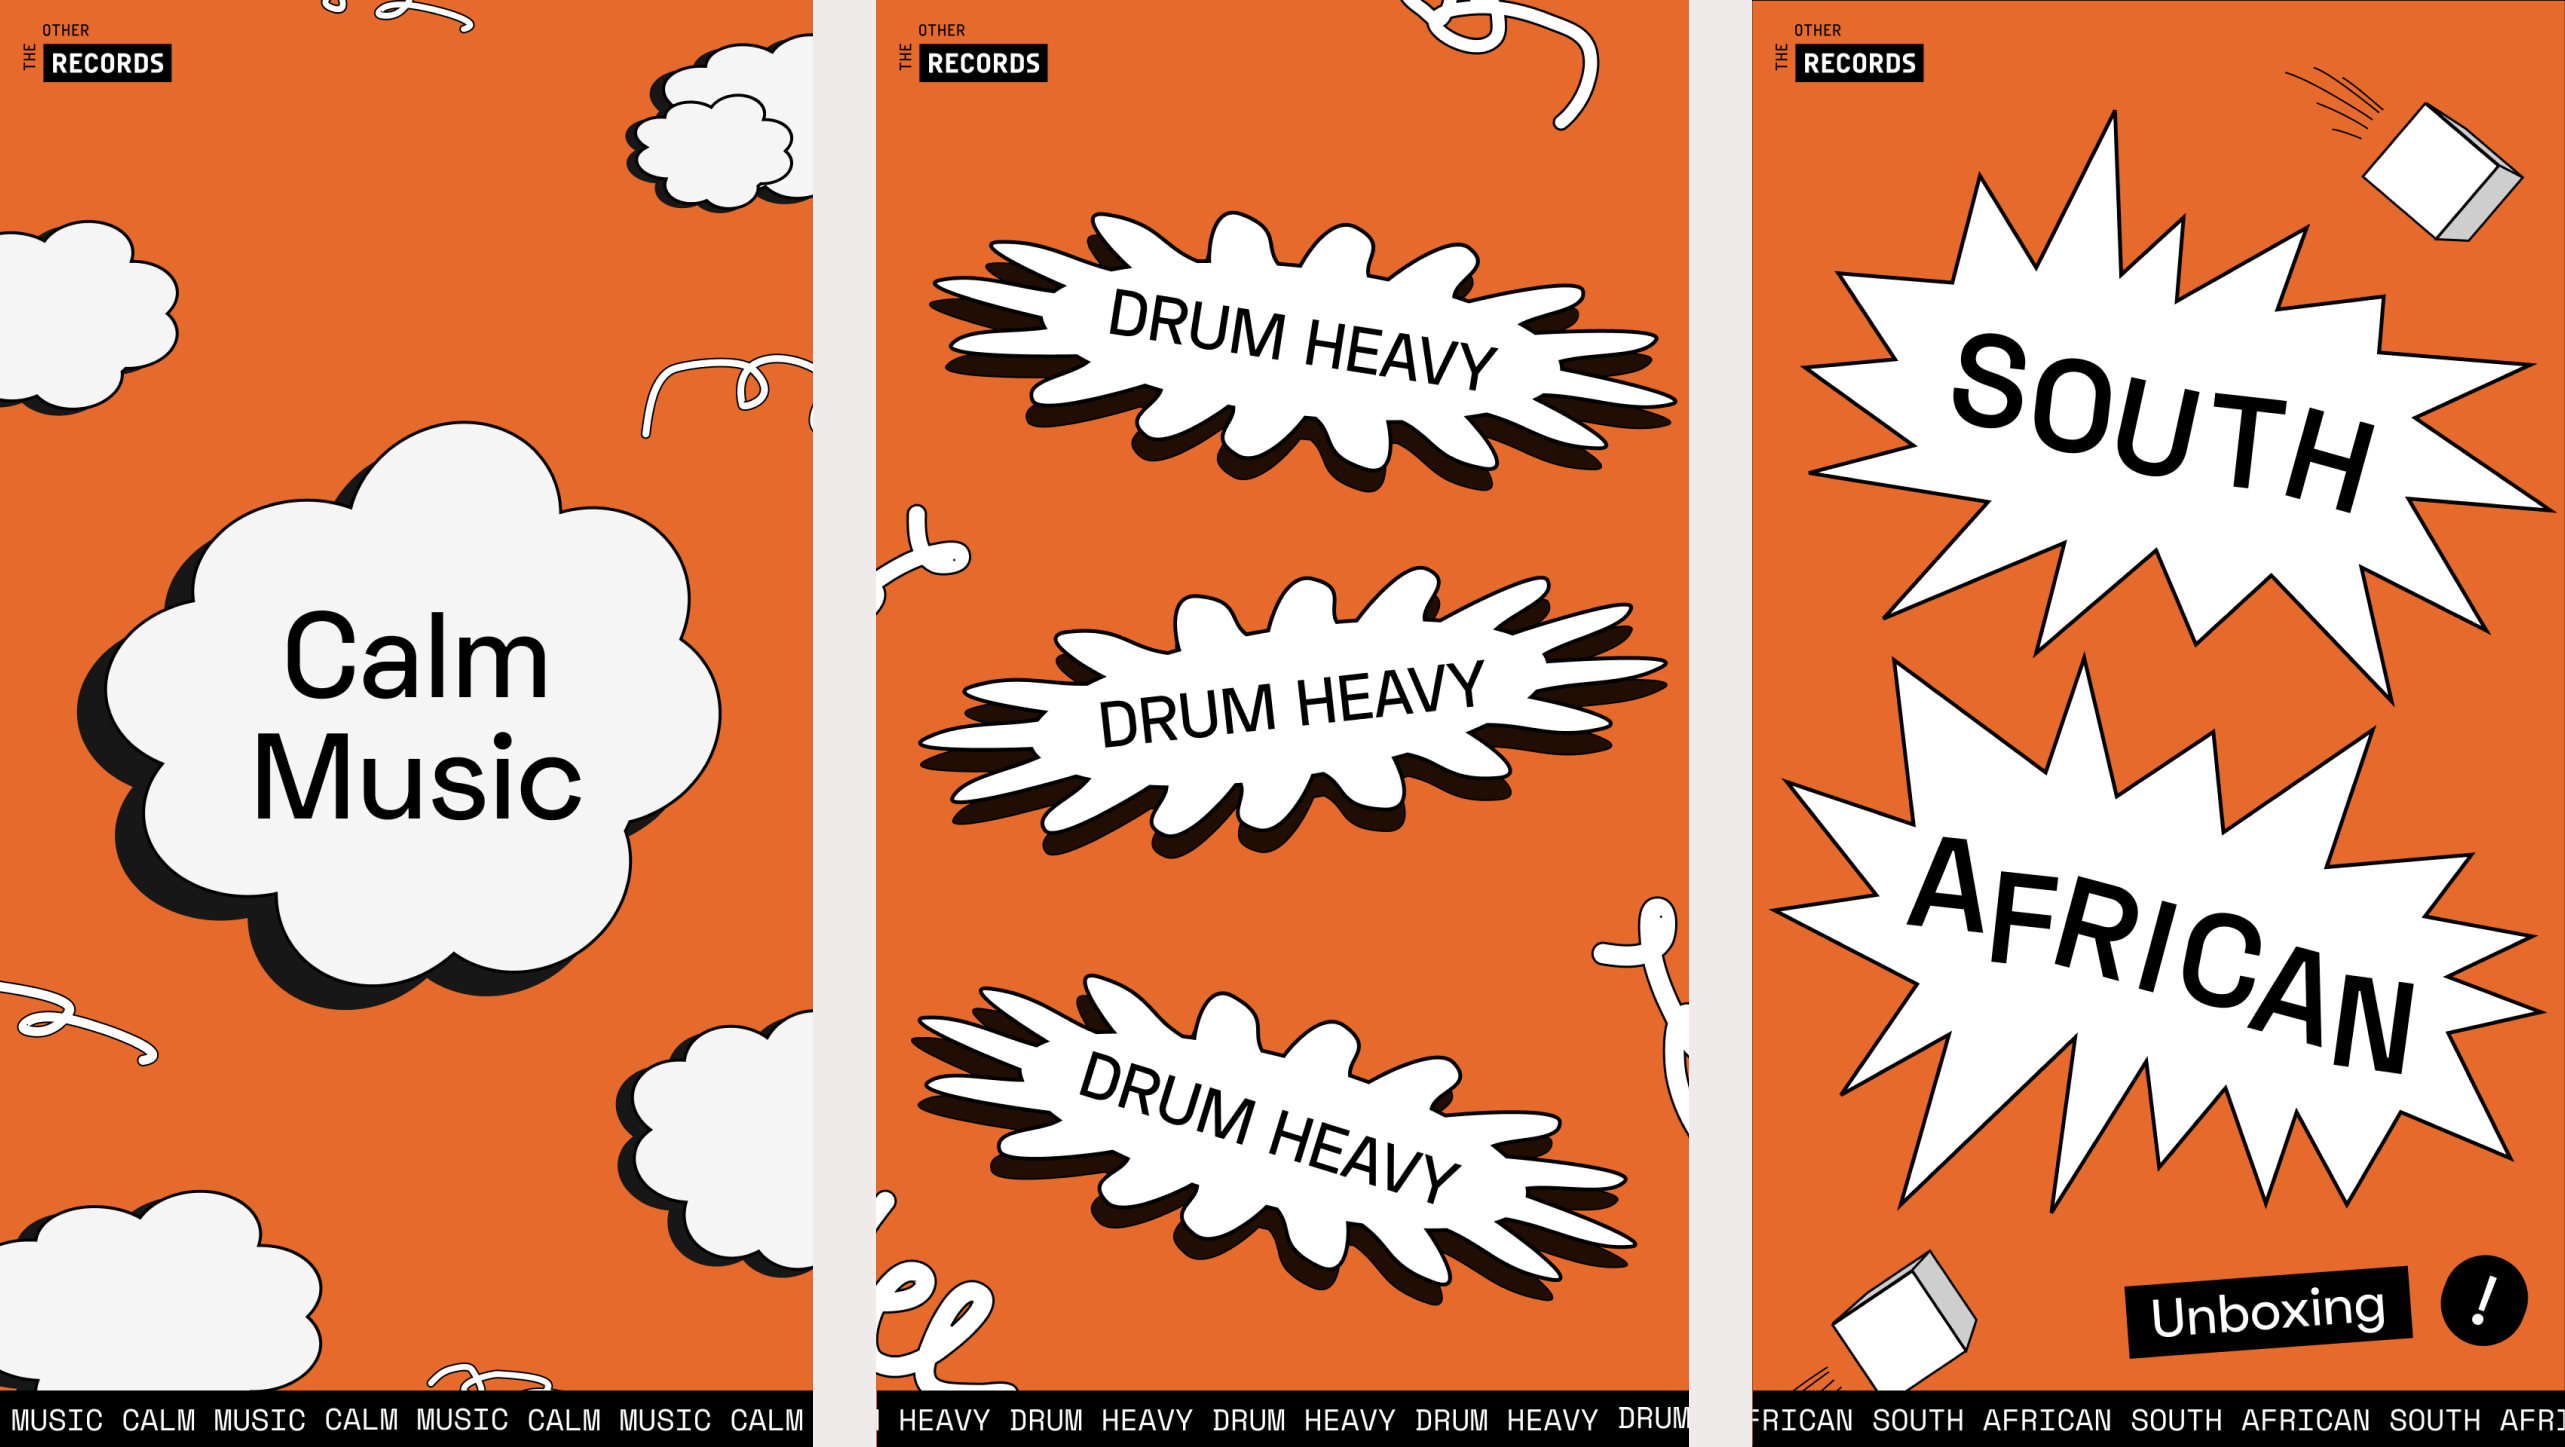 THE OTHER
RECORDS
Calm
Music
MUSIC CALM MUSIC CALM MUSIC CALM MUSIC CALM
THE OTHER
RECORDS
DRUM HEAVY
DRUM HEAVY
DRUM HEAVY
HEAVY DRUM HEAVY DRUM HEAVY DRUM HEAVY DRUM
THE OTHER
RECORDS
SOUTH
AFRICAN
Unboxing !
FRICAN SOUTH AFRICAN SOUTH AFRICAN SOUTH AFRI